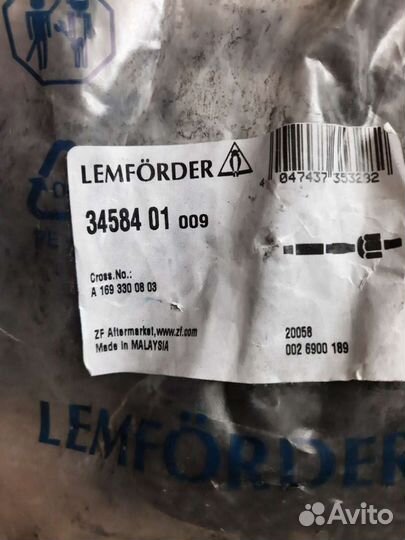 LEMFÖRDER
4 047437 353232
34584 01 009
Cross.No.:
A 169 330 08 03
ZF Aftermarket,www.zf.com
Made in MALAYSIA
20058
002 6900 189
LEMFÖRDER
Avito